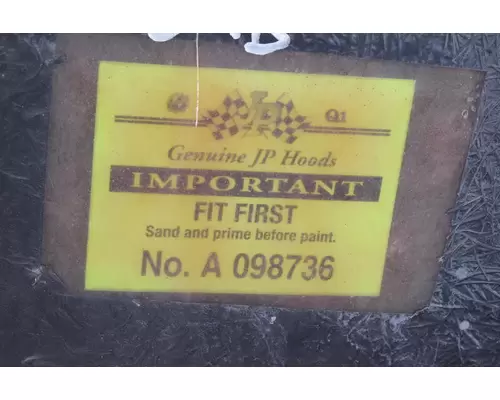 Q1
Genuine JP Hoods
IMPORTANT
FIT FIRST
Sand and prime before paint.
No. A 098736